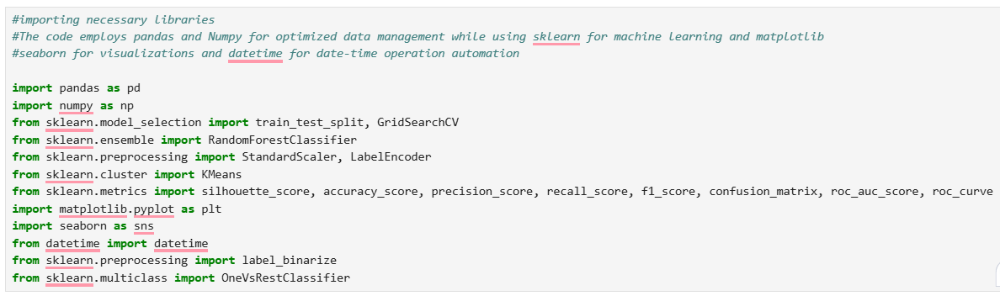 #importing necessary libraries
#The code employs pandas and Numpy for optimized data management while using sklearn for machine learning and matplotlib
#seaborn for visualizations and datetime for date-time operation automation
import pandas as pd
import numpy as np
from sklearn.model_selection import train_test_split, GridSearchCV
from sklearn.ensemble import RandomForestClassifier
from sklearn.preprocessing import StandardScaler, LabelEncoder
from sklearn.cluster import KMeans
from sklearn.metrics import silhouette_score, accuracy_score, precision_score, recall_score, f1_score, confusion_matrix, roc_auc_score, roc_curve
import matplotlib.pyplot as plt
import seaborn as sns
from datetime import datetime
from sklearn.preprocessing import label_binarize
from sklearn.multiclass import OneVsRestClassifier